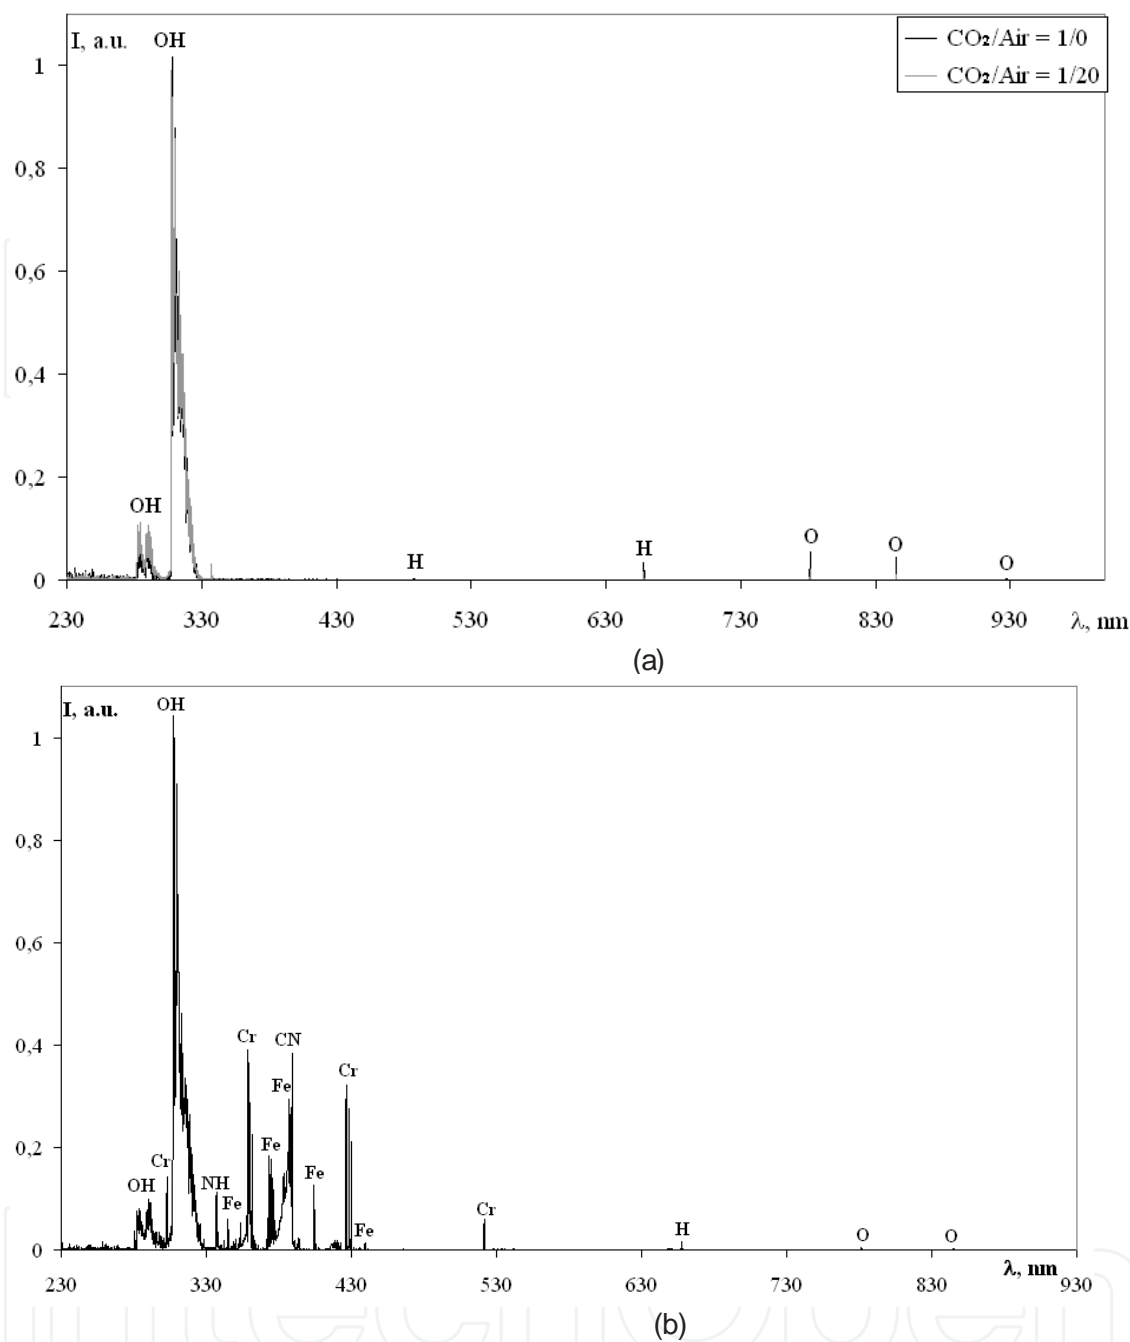 I, a.u.
OH
CO₂/Air = 1/0
CO₂/Air = 1/20
1
0,8
0,6
0,4
0,2
0
OH
H
H
O
O
O
230 330 430 530 630 730 830 930 λ, nm
(a)
I, a.u.
OH
1
0,8
0,6
0,4
0,2
0
Cr
CN
Cr
Fe
Fe
Cr
OH
NH
Fe
Fe
Fe
Cr
H
O
O
λ, nm
230 330 430 530 630 730 830 930
(b)
intechopen